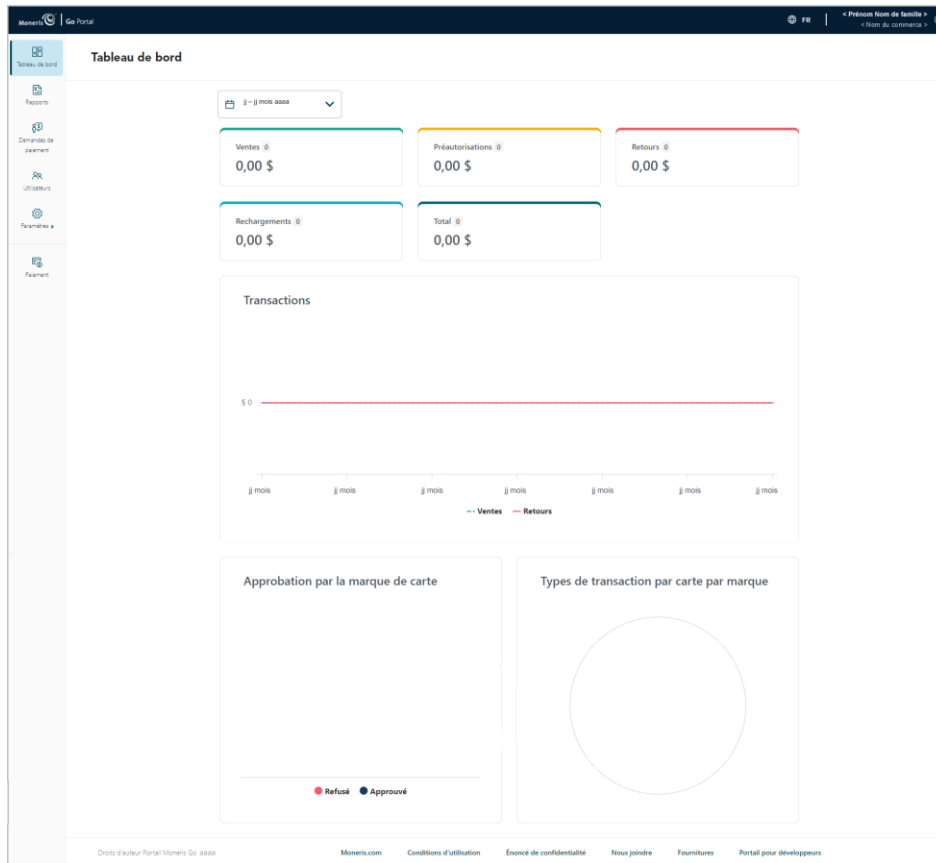 Moneris Go Portal
FR
< Prénom Nom de famille >
< Nom du commerce >
Tableau de bord
Rapports
Demandes de
paiement
Utilisateurs
Paramètres
Paiement
Tableau de bord
jj – jj mois aaaa
Ventes 0
0,00 $
Préautorisations 0
0,00 $
Retours 0
0,00 $
Rechargements 0
0,00 $
Total 0
0,00 $
Transactions
$ 0
jj mois jj mois jj mois jj mois jj mois jj mois jj mois
Ventes Retours
Approbation par la marque de carte
Refusé Approuvé
Types de transaction par carte par marque
Droits d'auteur Portail Moneris Go aaaa
Moneris.com Conditions d'utilisation Énoncé de confidentialité Nous joindre Fournitures Portail pour développeurs